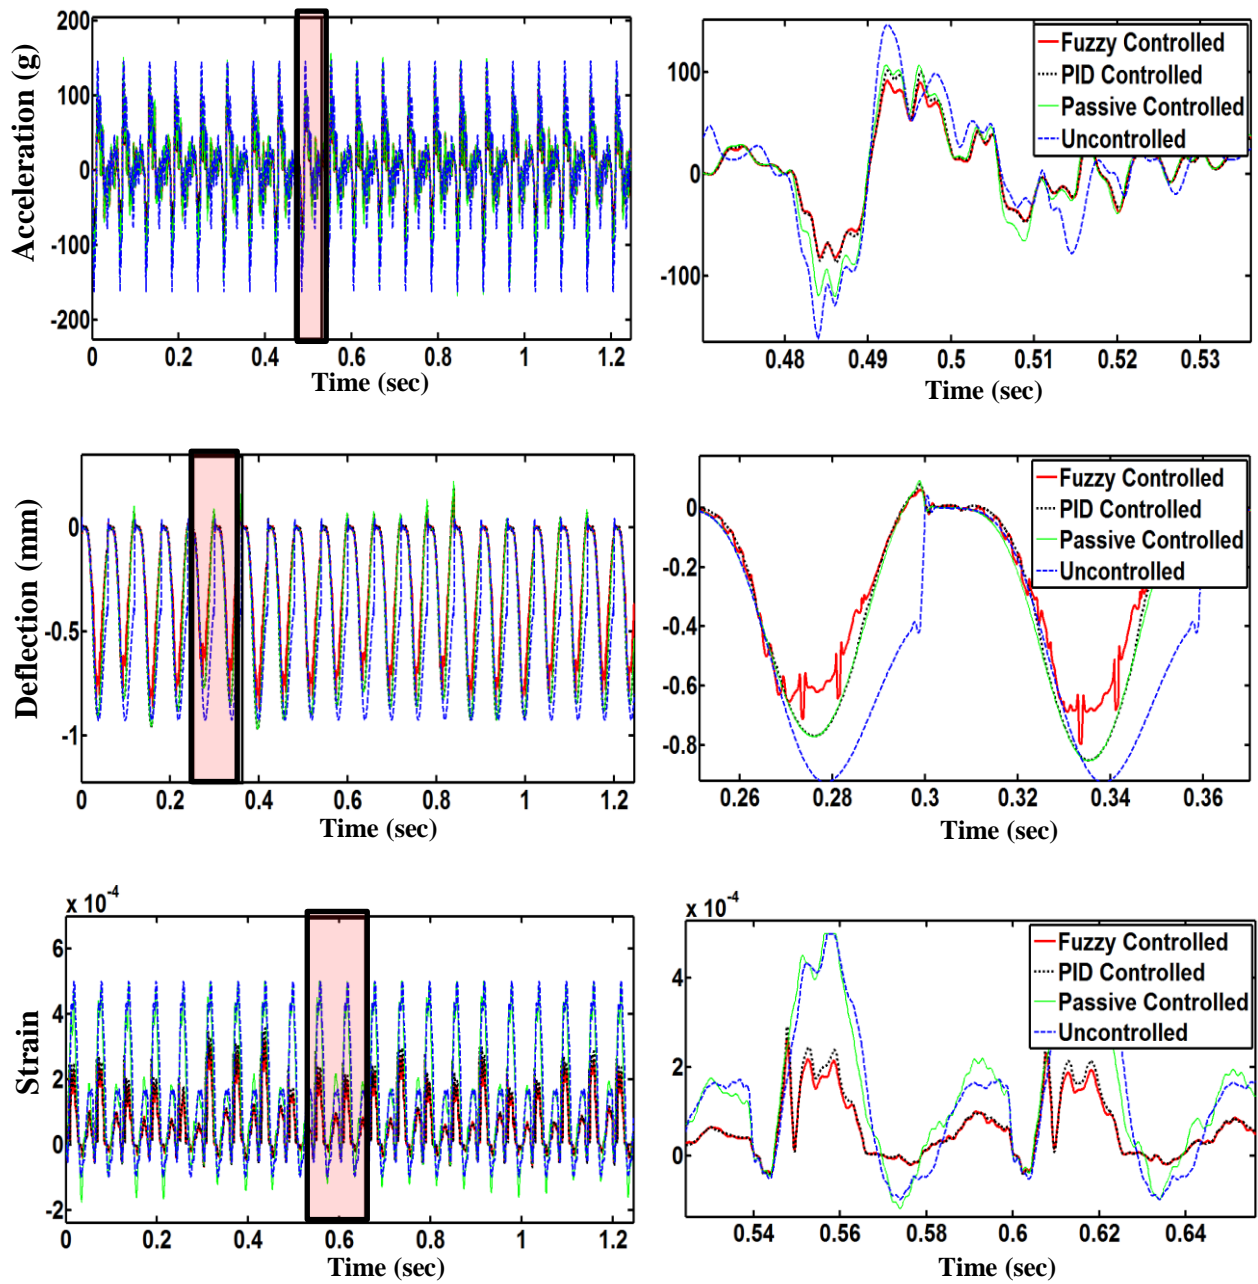 200
100
0
-100
-200
Acceleration (g)
0 0.2 0.4 0.6 0.8 1 1.2
Time (sec)
100
0
-100
Fuzzy Controlled
PID Controlled
Passive Controlled
Uncontrolled
0.48 0.49 0.5 0.51 0.52 0.53
Time (sec)
0
-0.5
-1
Deflection (mm)
0 0.2 0.4 0.6 0.8 1 1.2
Time (sec)
0
-0.2
-0.4
-0.6
-0.8
Fuzzy Controlled
PID Controlled
Passive Controlled
Uncontrolled
0.26 0.28 0.3 0.32 0.34 0.36
Time (sec)
x 10^-4
6
4
2
0
-2
Strain
0 0.2 0.4 0.6 0.8 1 1.2
Time (sec)
x 10^-4
4
2
0
Fuzzy Controlled
PID Controlled
Passive Controlled
Uncontrolled
0.54 0.56 0.58 0.6 0.62 0.64
Time (sec)